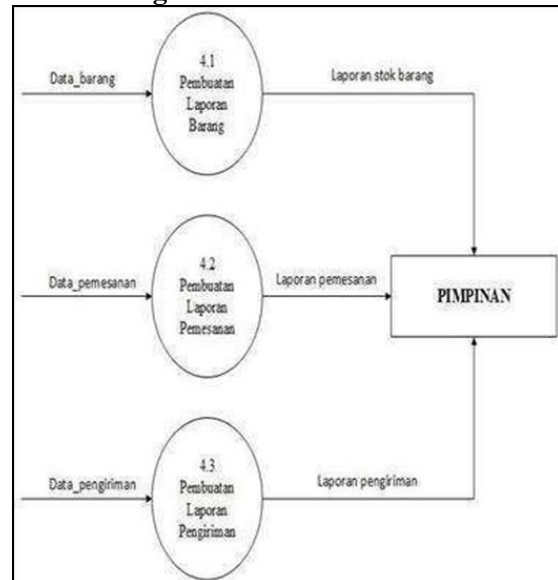 Data_barang
4.1
Pembuatan
Laporan
Barang
Laporan stok barang
Data_pemesanan
4.2
Pembuatan
Laporan
Pemesanan
Laporan pemesanan
PIMPINAN
Data_pengiriman
4.3
Pembuatan
Laporan
Pengiriman
Laporan pengiriman